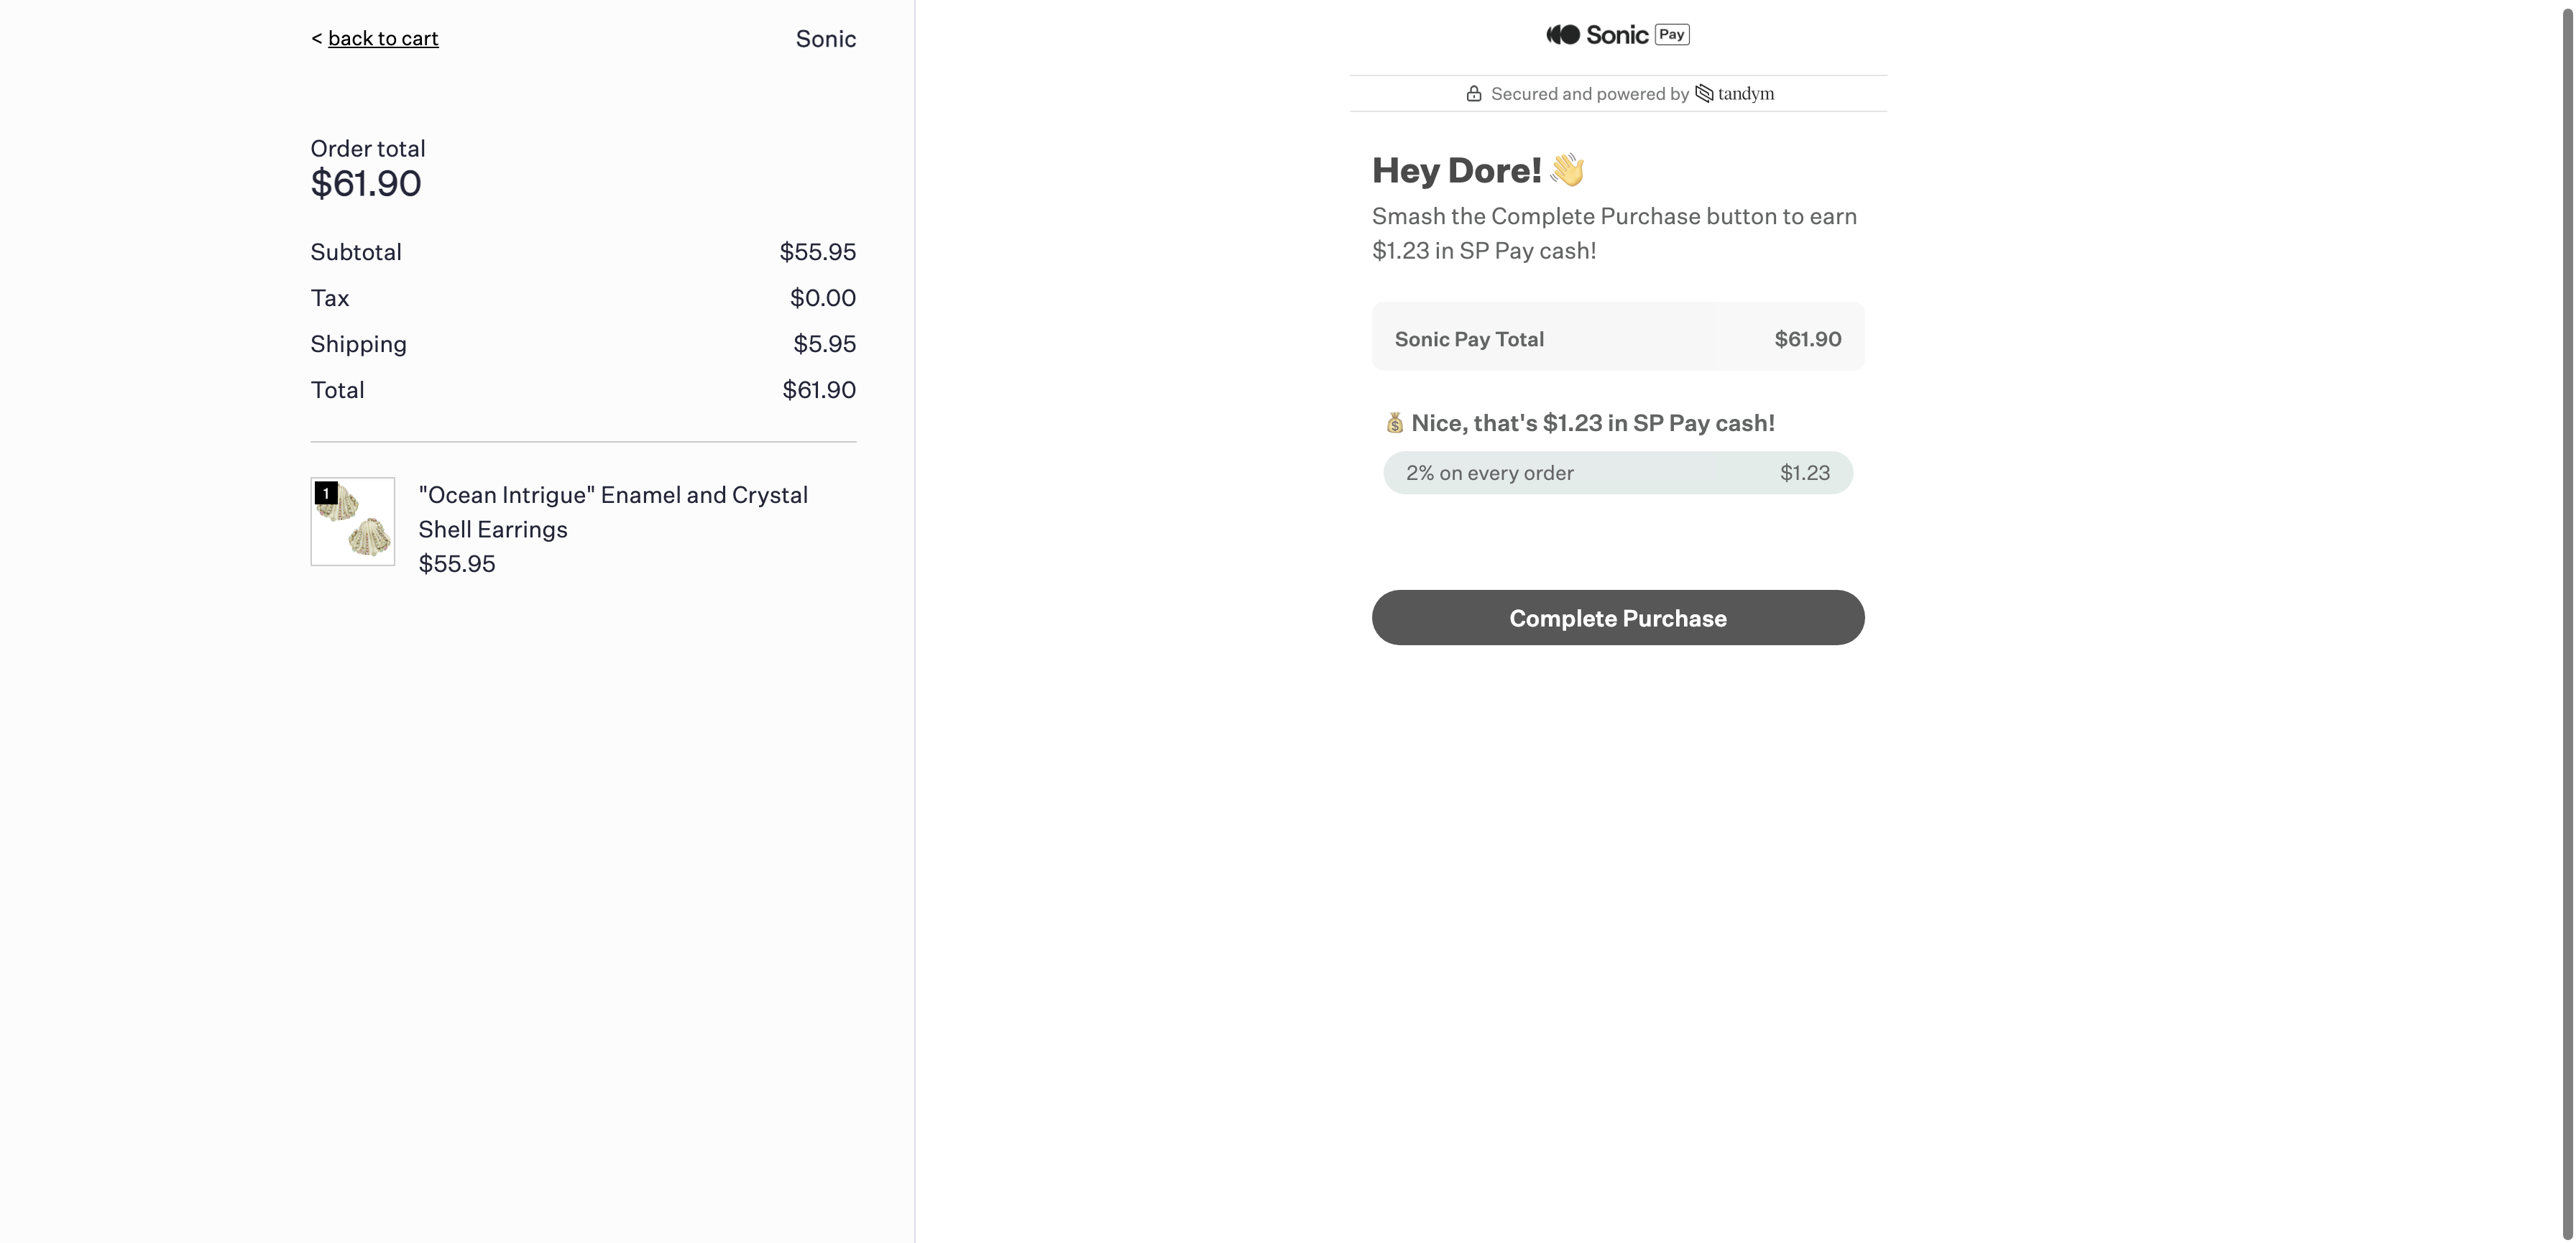 < back to cart
Sonic
Order total
$61.90
Subtotal $55.95
Tax $0.00
Shipping $5.95
Total $61.90
1
"Ocean Intrigue" Enamel and Crystal
Shell Earrings
$55.95
Sonic Pay
Secured and powered by tandym
Hey Dore! 👋
Smash the Complete Purchase button to earn
$1.23 in SP Pay cash!
Sonic Pay Total $61.90
💰 Nice, that's $1.23 in SP Pay cash!
2% on every order $1.23
Complete Purchase